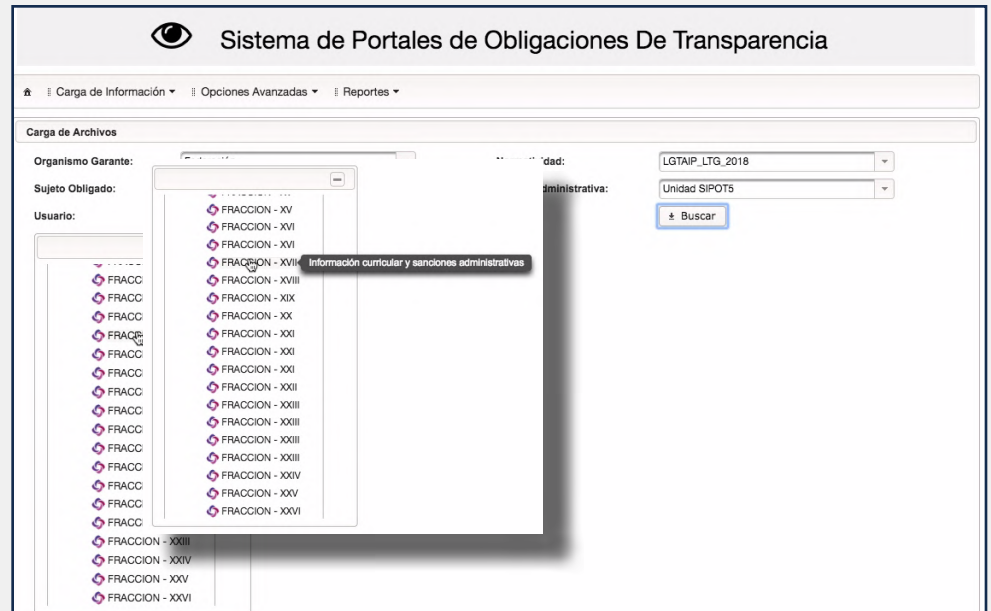 Sistema de Portales de Obligaciones De Transparencia
Carga de Información
Opciones Avanzadas
Reportes
Carga de Archivos
Organismo Garante:
LGTAIP_LTG_2018
Sujeto Obligado:
Unidad SIPOT5
Usuario:
Buscar
FRACCION - XV
FRACCION - XVI
FRACCION - XVI
FRACCION - XVII
Información curricular y sanciones administrativas
FRACCION - XVIII
FRACCION - XIX
FRACCION - XX
FRACCION - XXI
FRACCION - XXI
FRACCION - XXI
FRACCION - XXII
FRACCION - XXIII
FRACCION - XXIII
FRACCION - XXIII
FRACCION - XXIII
FRACCION - XXIV
FRACCION - XXV
FRACCION - XXVI
FRACCION - XXIII
FRACCION - XXIV
FRACCION - XXV
FRACCION - XXVI